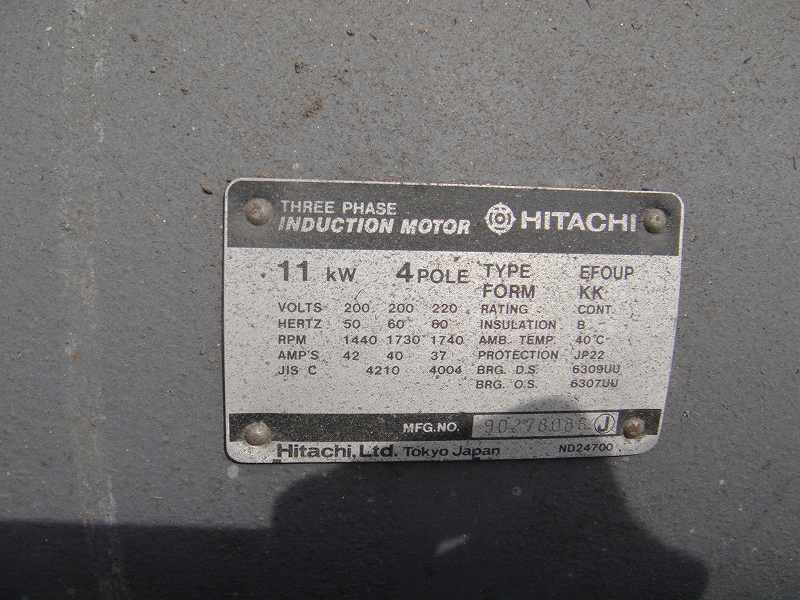 THREE PHASE
INDUCTION MOTOR HITACHI
11 kW 4 POLE TYPE EFOUP
FORM KK
VOLTS 200 200 220 RATING CONT.
HERTZ 50 60 60 INSULATION B
RPM 1440 1730 1740 AMB. TEMP. 40°C
AMP'S 42 40 37 PROTECTION JP22
JIS C 4210 4004 BRG. D.S. 6309UU
BRG. O.S. 6307UU
MFG.NO. J
Hitachi, Ltd. Tokyo Japan ND24700